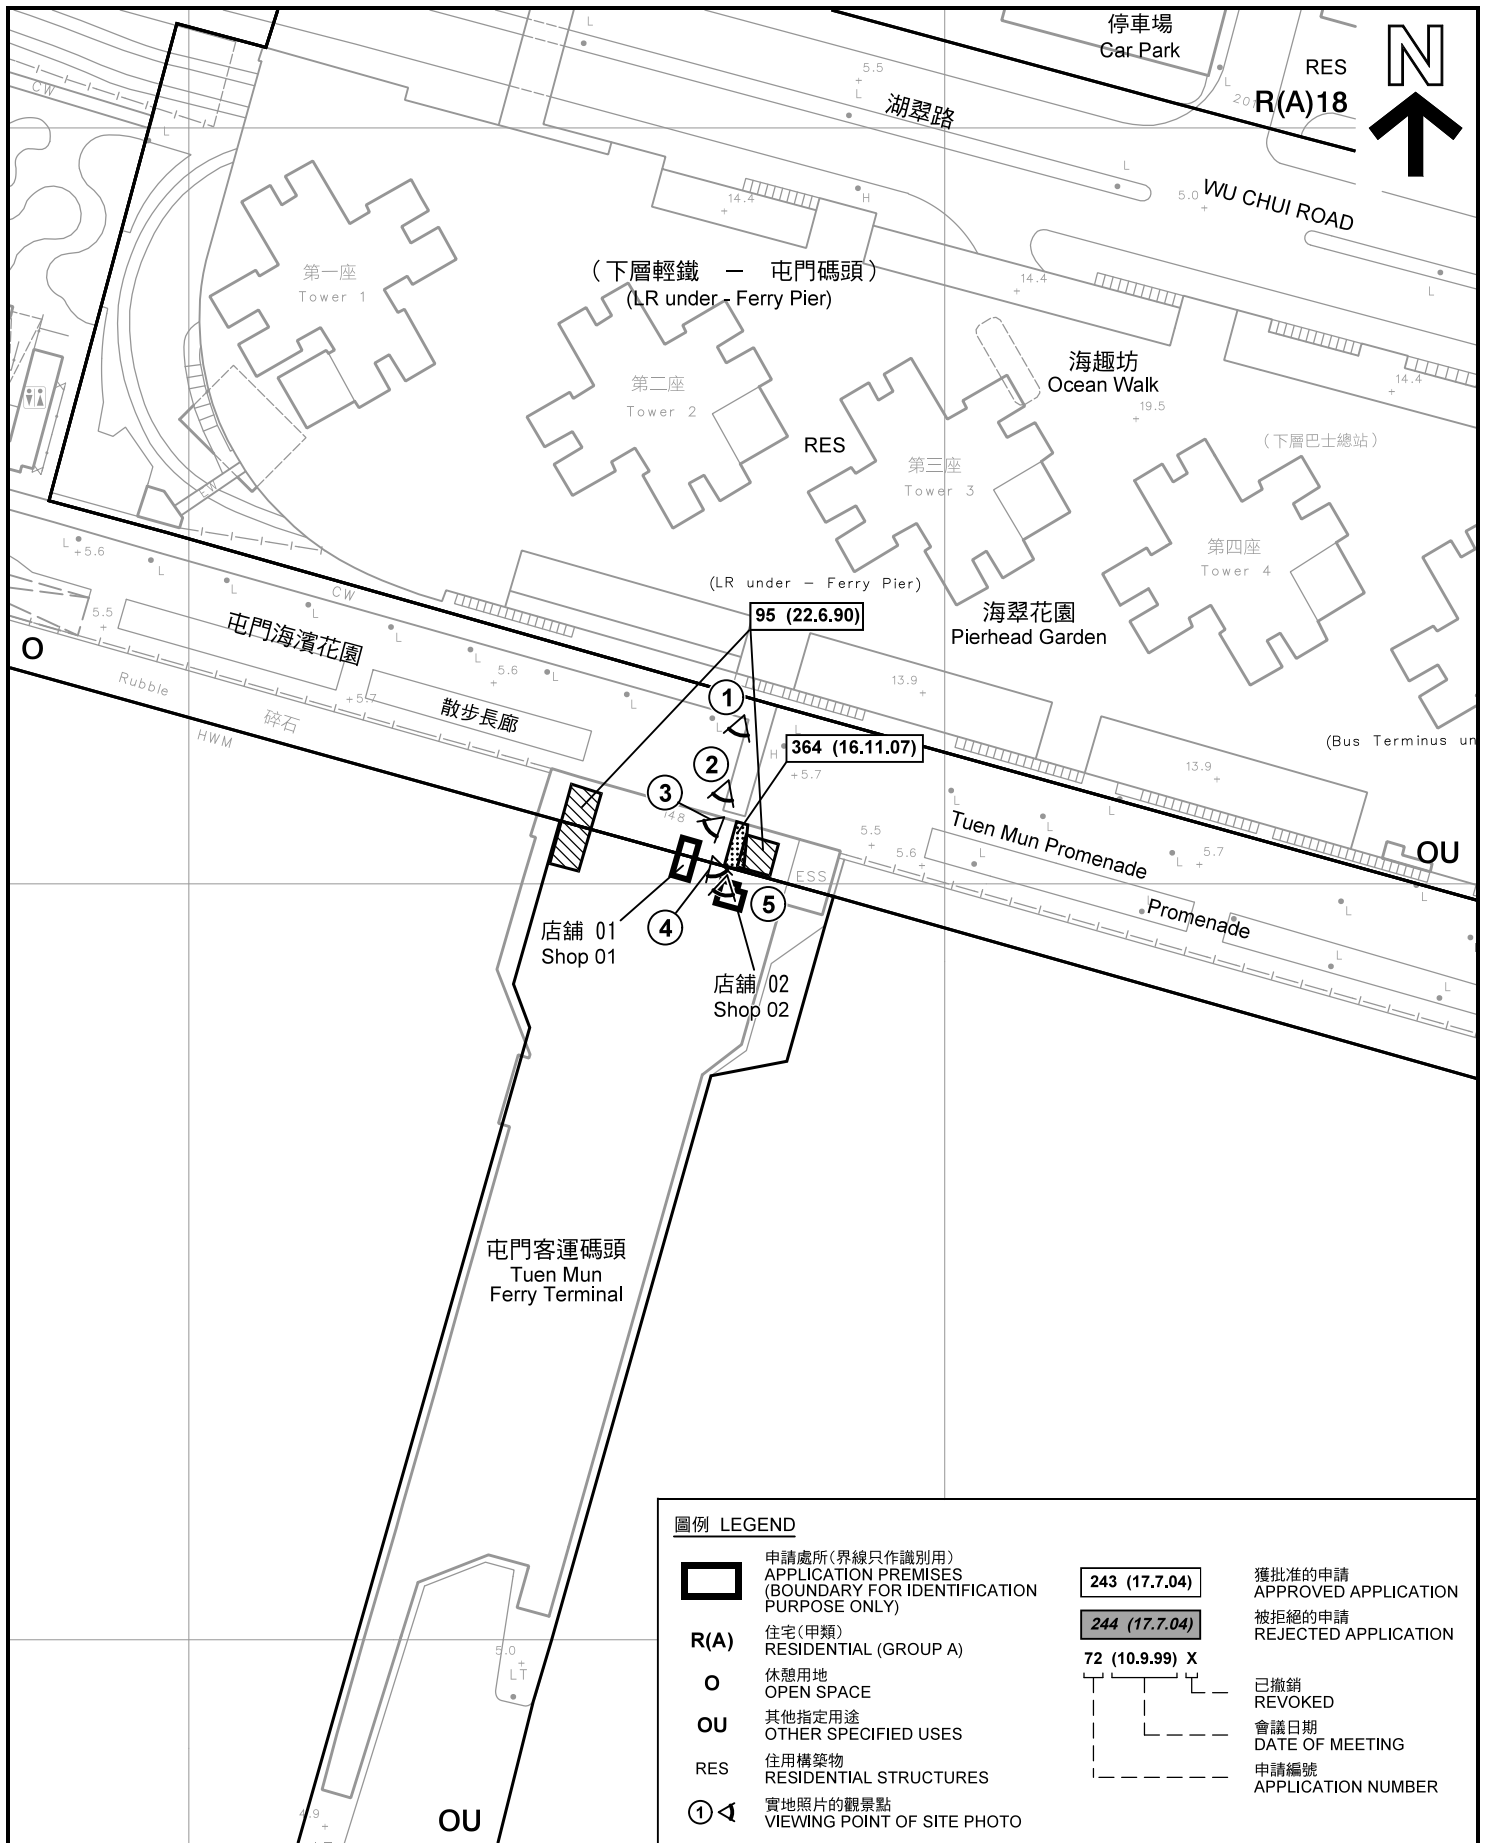 停車場
Car Park
RES
R(A)18
N
CW
L
L
5.5
L
湖翠路
L
201
L
WU CHUI ROAD
5.0
H
14.4
第一座
Tower 1
（下層輕鐵 － 屯門碼頭）
(LR under - Ferry Pier)
14.4
L
海趣坊
Ocean Walk
第二座
Tower 2
14.4
19.5
RES
（下層巴士總站）
第三座
Tower 3
EW
第四座
Tower 4
L
5.6
L
(LR under – Ferry Pier)
CW
L
L
95 (22.6.90)
海翠花園
Pierhead Garden
5.5
屯門海濱花園
L
O
L
5.6
L
13.9
Rubble
5.7
散步長廊
L
1
L
碎石
HWM
364 (16.11.07)
(Bus Terminus un
H
5.7
2
13.9
3
148
L
L
Tuen Mun Promenade
5.5
5.6
L
5.7
OU
ESS
L
L
5
4
店舖 01
Shop 01
Promenade
店舖 02
Shop 02
L
L
屯門客運碼頭
Tuen Mun
Ferry Terminal
5.0
LT
4.9
OU
圖例 LEGEND
申請處所(界線只作識別用)
APPLICATION PREMISES
(BOUNDARY FOR IDENTIFICATION
PURPOSE ONLY)
R(A)
住宅(甲類)
RESIDENTIAL (GROUP A)
O
休憩用地
OPEN SPACE
OU
其他指定用途
OTHER SPECIFIED USES
RES
住用構築物
RESIDENTIAL STRUCTURES
1
實地照片的觀景點
VIEWING POINT OF SITE PHOTO
243 (17.7.04)
獲批准的申請
APPROVED APPLICATION
244 (17.7.04)
被拒絕的申請
REJECTED APPLICATION
72 (10.9.99) X
已撤銷
REVOKED
會議日期
DATE OF MEETING
申請編號
APPLICATION NUMBER